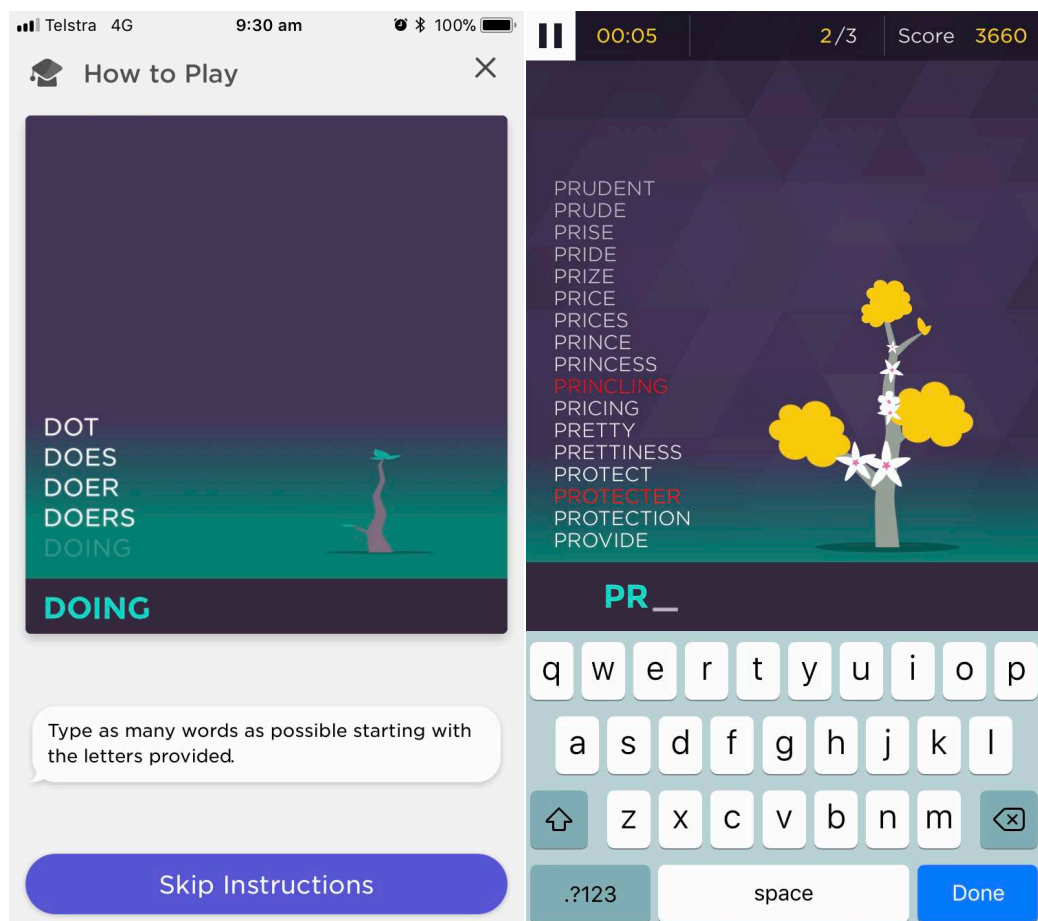 Telstra 4G 9:30 am 100%
How to Play
DOT
DOES
DOER
DOERS
DOING
DOING
Type as many words as possible starting with
the letters provided.
Skip Instructions
00:05 2/3 Score 3660
PRUDENT
PRUDE
PRISE
PRIDE
PRIZE
PRICE
PRICES
PRINCE
PRINCESS
PRINCLING
PRICING
PRETTY
PRETTINESS
PROTECT
PROTECTER
PROTECTION
PROVIDE
PR_
q w e r t y u i o p
a s d f g h j k l
z x c v b n m
.?123 space Done